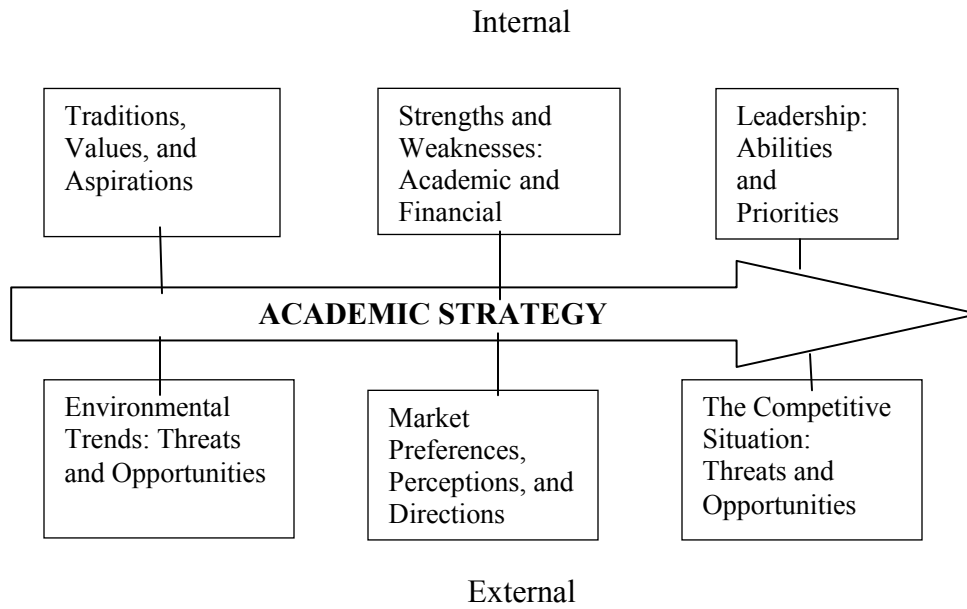 Internal
Traditions,
Values, and
Aspirations
Strengths and
Weaknesses:
Academic and
Financial
Leadership:
Abilities
and
Priorities
ACADEMIC STRATEGY
Environmental
Trends: Threats
and Opportunities
Market
Preferences,
Perceptions, and
Directions
The Competitive
Situation:
Threats and
Opportunities
External